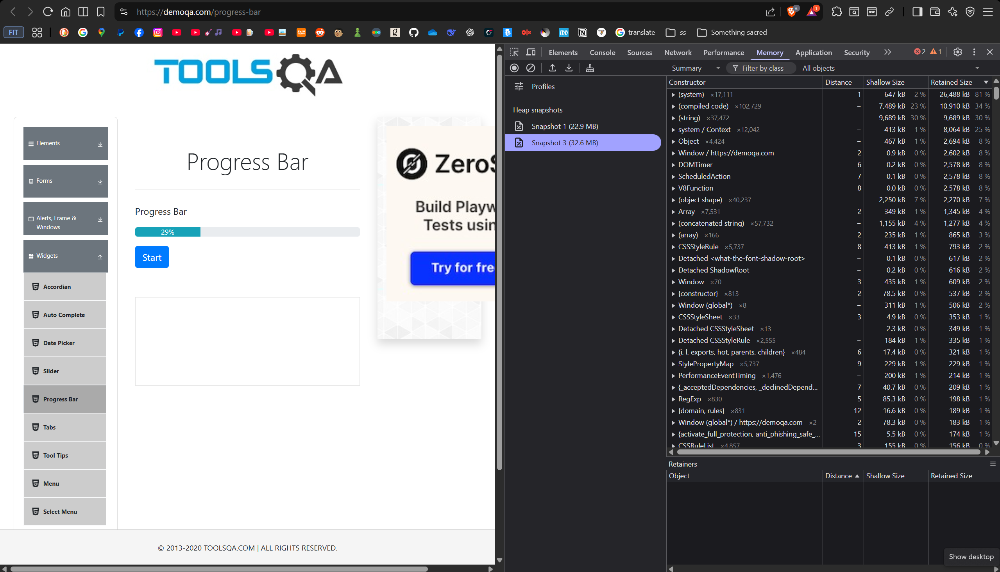 https://demoqa.com/progress-bar
6
1
FIT
translate
ss
Something sacred
TOOLSQA
Elements
Forms
Alerts, Frame &
Windows
Widgets
Accordian
Auto Complete
Date Picker
Slider
Progress Bar
Tabs
Tool Tips
Menu
Select Menu
Progress Bar
Progress Bar
29%
Start
Build
Try for
© 2013-2020 TOOLSQA.COM | ALL RIGHTS RESERVED.
Elements Console Sources Network Performance Memory Application Security 2 1
Summary Filter by class All objects
Profiles
Heap snapshots
Snapshot 1 (22.9 MB)
Snapshot 3 (32.6 MB)
Constructor Distance Shallow Size Retained Size
(system) ×17,111 1 647 kB 2 % 26,488 kB 81 %
(compiled code) ×102,729 – 7,489 kB 23 % 10,910 kB 34 %
(string) ×37,472 – 9,689 kB 30 % 9,689 kB 30 %
system / Context ×12,042 – 413 kB 1 % 8,064 kB 25 %
Object ×4,424 – 467 kB 1 % 2,694 kB 8 %
Window / https://demoqa.com 2 0.9 kB 0 % 2,602 kB 8 %
DOMTimer 6 0.2 kB 0 % 2,578 kB 8 %
ScheduledAction 7 0.1 kB 0 % 2,578 kB 8 %
V8Function 8 0.0 kB 0 % 2,578 kB 8 %
(object shape) ×40,237 – 2,250 kB 7 % 2,270 kB 7 %
Array ×7,531 2 349 kB 1 % 1,345 kB 4 %
(concatenated string) ×57,732 – 1,155 kB 4 % 1,277 kB 4 %
(array) ×166 2 235 kB 1 % 865 kB 3 %
CSSStyleRule ×5,737 8 413 kB 1 % 793 kB 2 %
Detached <what-the-font-shadow-root> – 0.1 kB 0 % 617 kB 2 %
Detached ShadowRoot – 0.2 kB 0 % 616 kB 2 %
Window ×70 3 435 kB 1 % 609 kB 2 %
{constructor} ×813 2 78.5 kB 0 % 537 kB 2 %
Window (global*) ×8 – 311 kB 1 % 506 kB 2 %
CSSStyleSheet ×33 3 4.9 kB 0 % 353 kB 1 %
Detached CSSStyleSheet ×13 – 2.3 kB 0 % 349 kB 1 %
Detached CSSStyleRule ×2,555 – 184 kB 1 % 335 kB 1 %
{i, l, exports, hot, parents, children} ×484 6 17.4 kB 0 % 321 kB 1 %
StylePropertyMap ×5,737 9 229 kB 1 % 229 kB 1 %
PerformanceEventTiming ×1,476 – 200 kB 1 % 214 kB 1 %
{_acceptedDependencies, _declinedDepend... 7 40.7 kB 0 % 209 kB 1 %
RegExp ×830 5 85.3 kB 0 % 198 kB 1 %
{domain, rules} ×831 12 16.6 kB 0 % 189 kB 1 %
Window (global*) / https://demoqa.com ×2 2 78.3 kB 0 % 183 kB 1 %
{activate_full_protection, anti_phishing_safe_... 15 5.5 kB 0 % 174 kB 1 %
CSSRuleList ×4,857 3 155 kB 0 % 156 kB 0 %
Retainers
Object Distance Shallow Size Retained Size
Show desktop